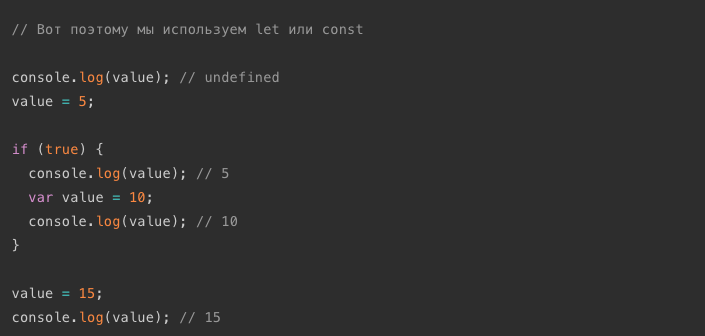 // Вот поэтому мы используем let или const
console.log(value); // undefined
value = 5;
if (true) {
  console.log(value); // 5
  var value = 10;
  console.log(value); // 10
}
value = 15;
console.log(value); // 15